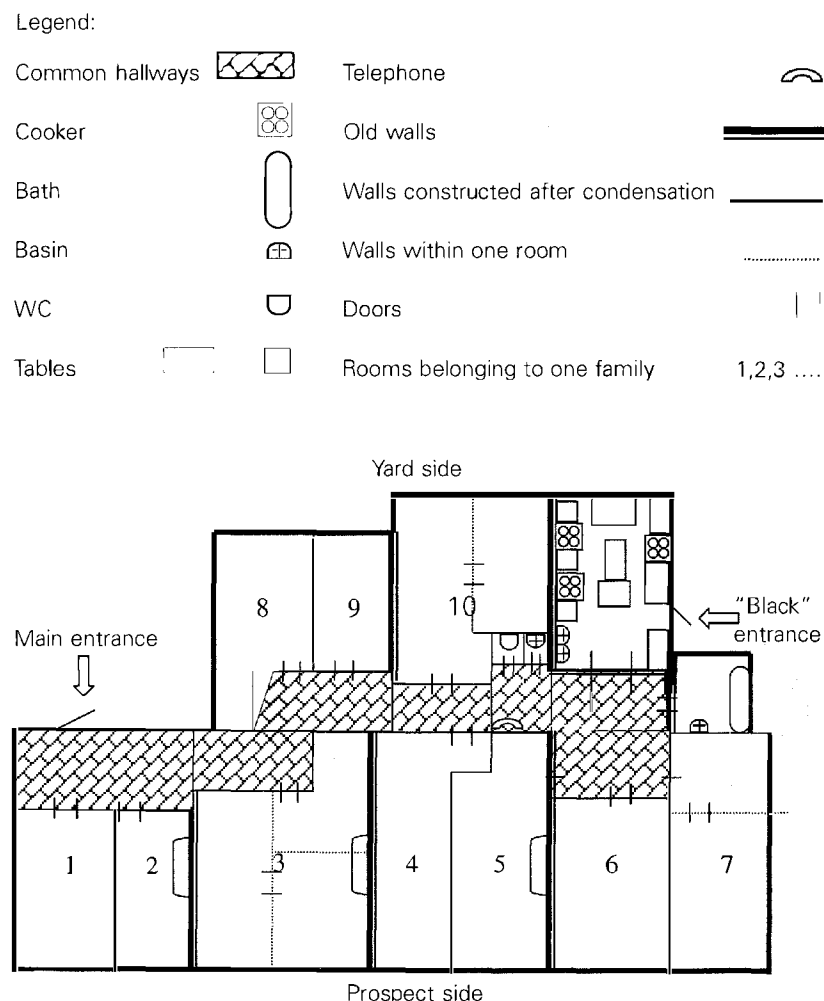 Legend:
Common hallways Telephone
Cooker Old walls
Bath Walls constructed after condensation
Basin Walls within one room
WC Doors
Tables Rooms belonging to one family 1,2,3 ....
Yard side
8 9 10
"Black"
entrance
Main entrance
1 2 3 4 5 6 7
Prospect side